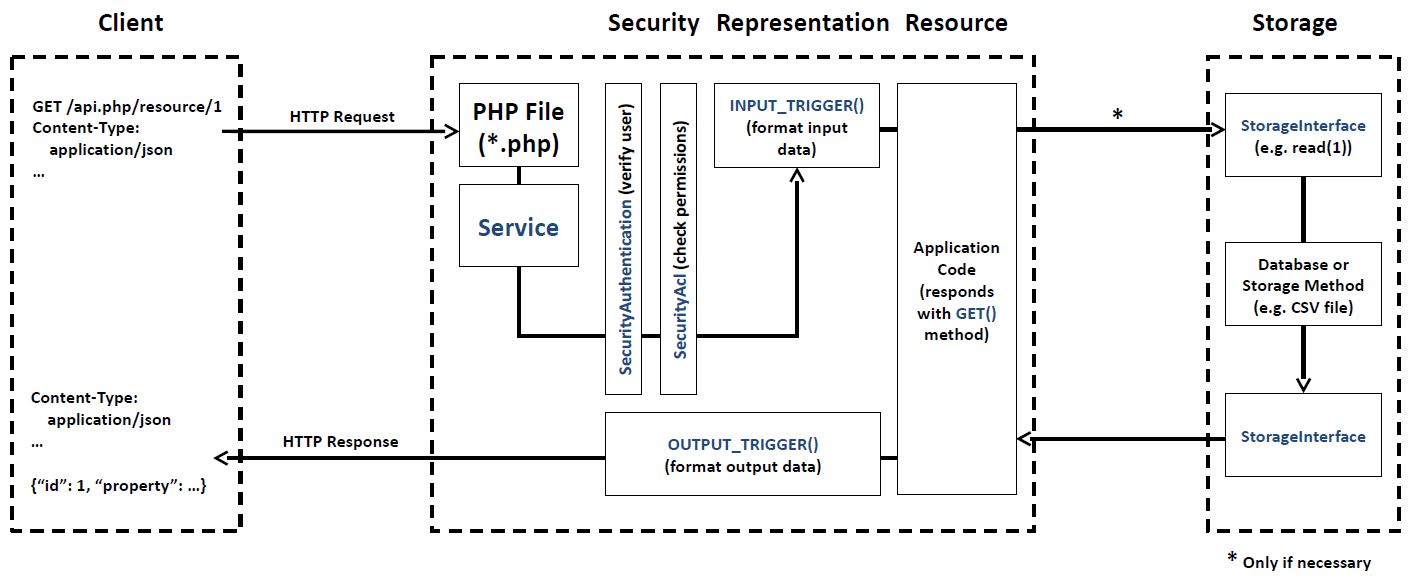 Client
Security
Representation
Resource
Storage
GET /api.php/resource/1
Content-Type:
application/json
...
HTTP Request
PHP File
(*.php)
Service
SecurityAuthentication (verify user)
SecurityAcl (check permissions)
INPUT_TRIGGER()
(format input
data)
Application
Code
(responds
with GET()
method)
*
StorageInterface
(e.g. read(1))
Database or
Storage Method
(e.g. CSV file)
StorageInterface
OUTPUT_TRIGGER()
(format output data)
HTTP Response
Content-Type:
application/json
...
{“id”: 1, “property”: ...}
* Only if necessary